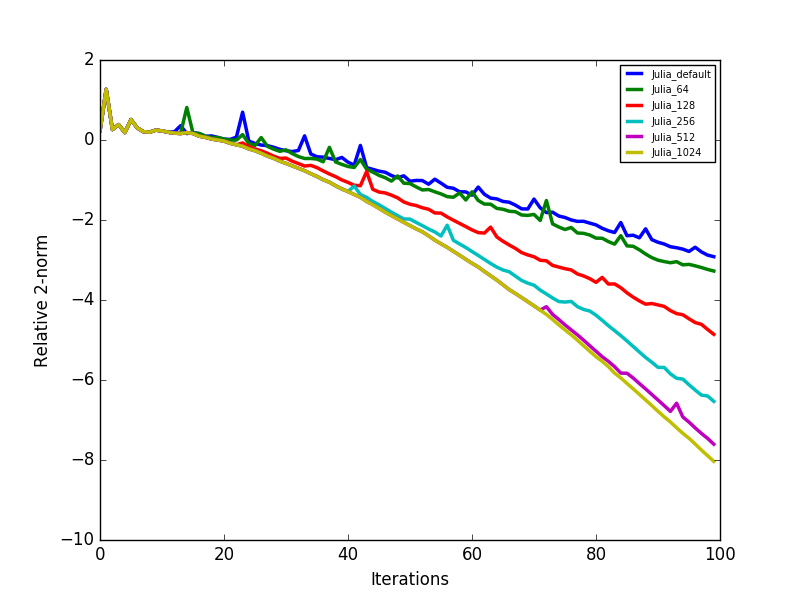 2
0
−2
−4
−6
−8
−10
0 20 40 60 80 100
Relative 2-norm
Iterations
Julia_default
Julia_64
Julia_128
Julia_256
Julia_512
Julia_1024